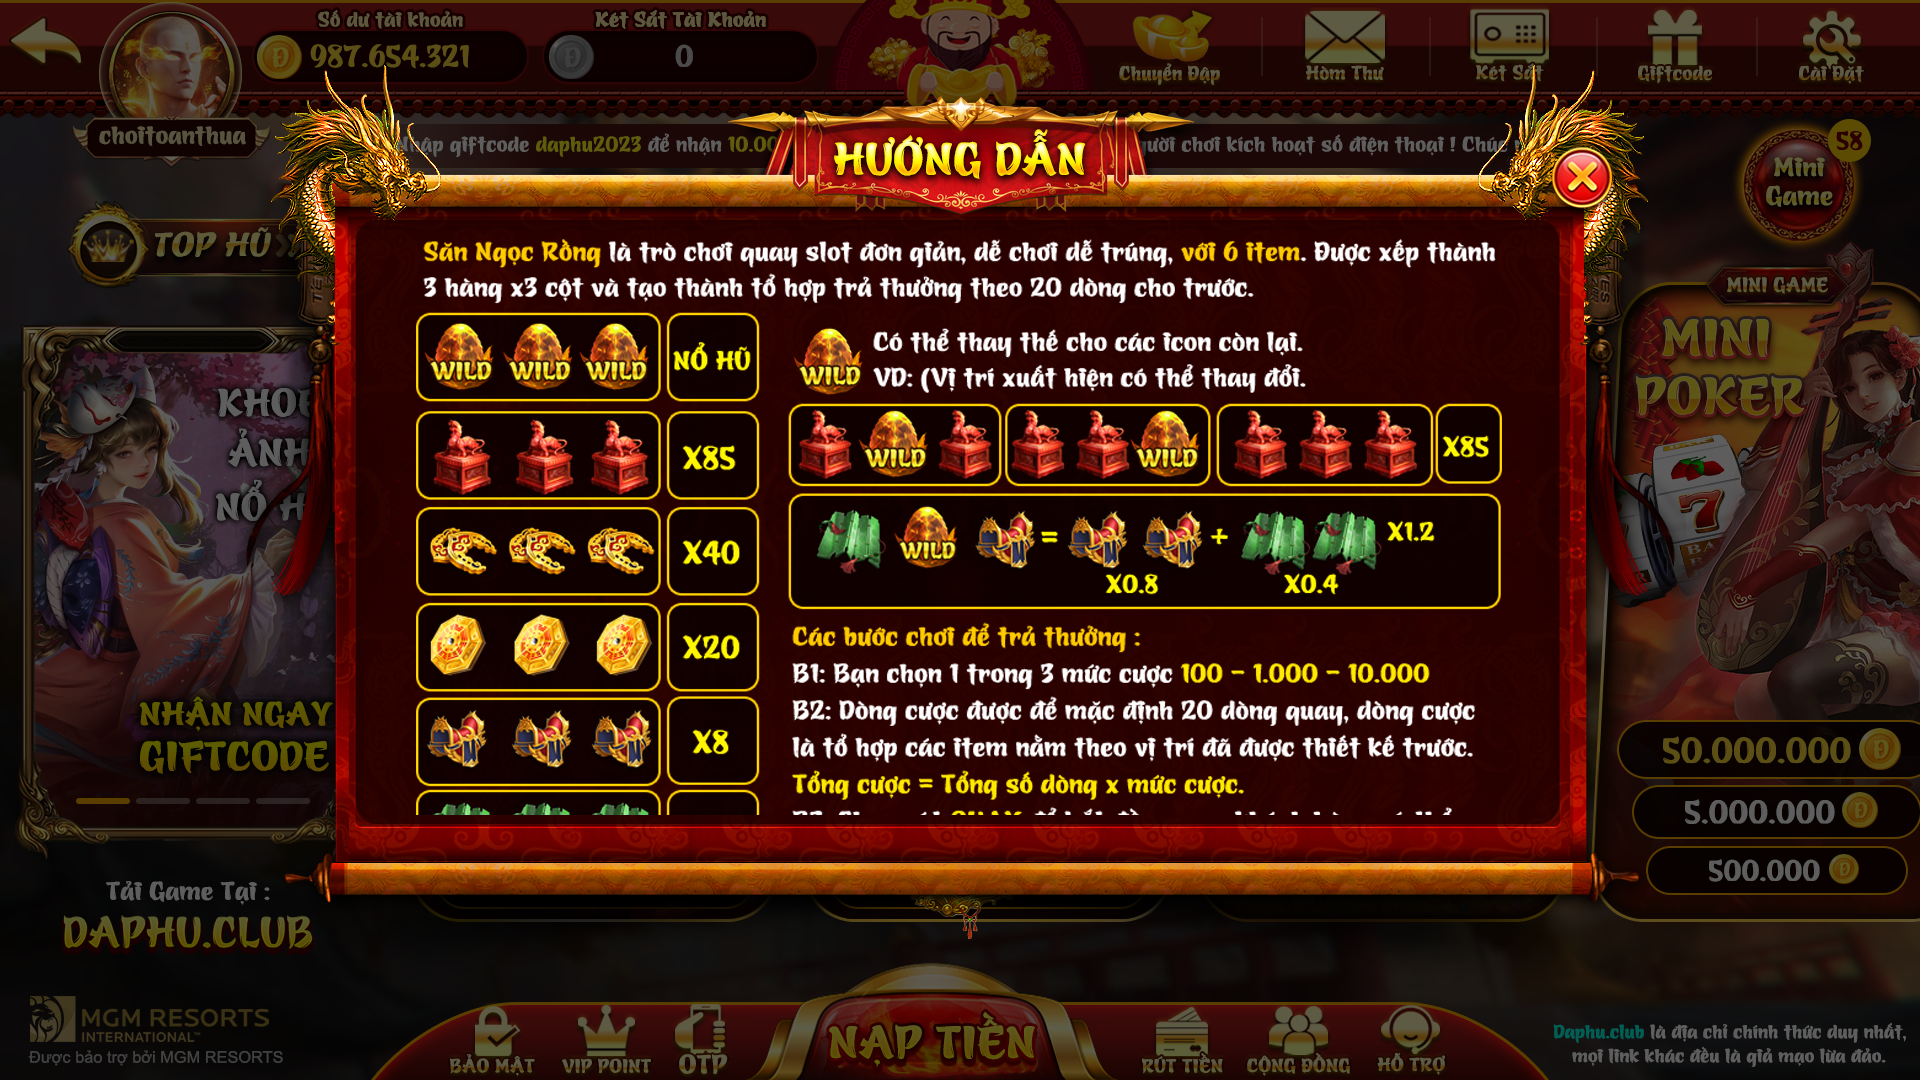 Số dư tài khoản
987.654.321
Két Sắt Tài Khoản
0
Chuyển Đập
Hòm Thư
Két Sắt
Giftcode
Cài Đặt
choitoanthua
Nhập giftcode daphu2023 để nhận 10.00
gười chơi kích hoạt số điện thoại ! Chúc
HƯỚNG DẪN
58
Mini
Game
TOP HŨ
Săn Ngọc Rồng là trò chơi quay slot đơn giản, dễ chơi dễ trúng, với 6 item. Được xếp thành
3 hàng x3 cột và tạo thành tổ hợp trả thưởng theo 20 dòng cho trước.
WILD WILD WILD NỔ HŨ
WILD Có thể thay thế cho các icon còn lại.
VD: (Vị trí xuất hiện có thể thay đổi.
X85
WILD WILD X85
X40
WILD = + X1.2
X0.8 X0.4
X20
X8
Các bước chơi để trả thưởng :
B1: Bạn chọn 1 trong 3 mức cược 100 - 1.000 - 10.000
B2: Dòng cược được để mặc định 20 dòng quay, dòng cược
là tổ hợp các item nằm theo vị trí đã được thiết kế trước.
Tổng cược = Tổng số dòng x mức cược.
KHOE
ẢNH
NỔ H
NHẬN NGAY
GIFTCODE
MINI GAME
MINI
POKER
7
50.000.000
5.000.000
500.000
Tải Game Tại :
DAPHU.CLUB
MGM RESORTS
INTERNATIONAL™
Được bảo trợ bởi MGM RESORTS
BẢO MẬT
VIP POINT
OTP
NẠP TIỀN
RÚT TIỀN
CỘNG ĐỒNG
HỖ TRỢ
Daphu.club là địa chỉ chính thức duy nhất,
mọi link khác đều là giả mạo lừa đảo.